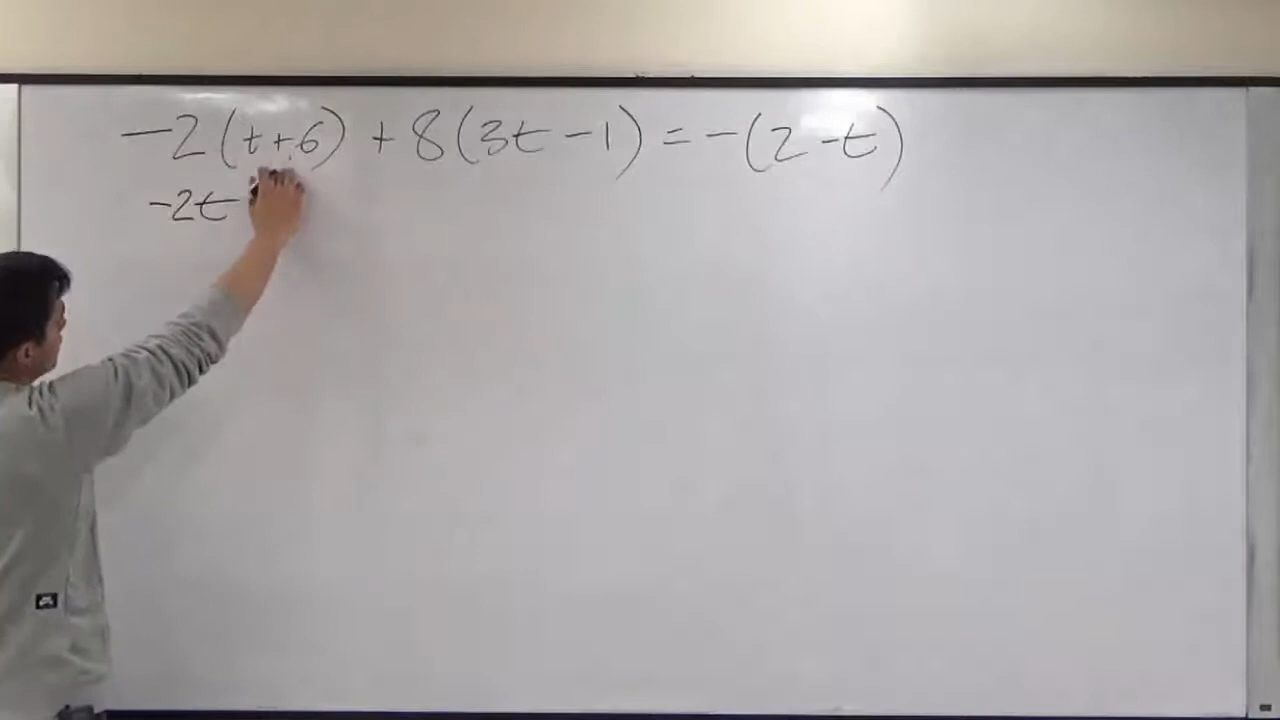 -2(t+6) + 8(3t-1) = -(2-t)
-2t